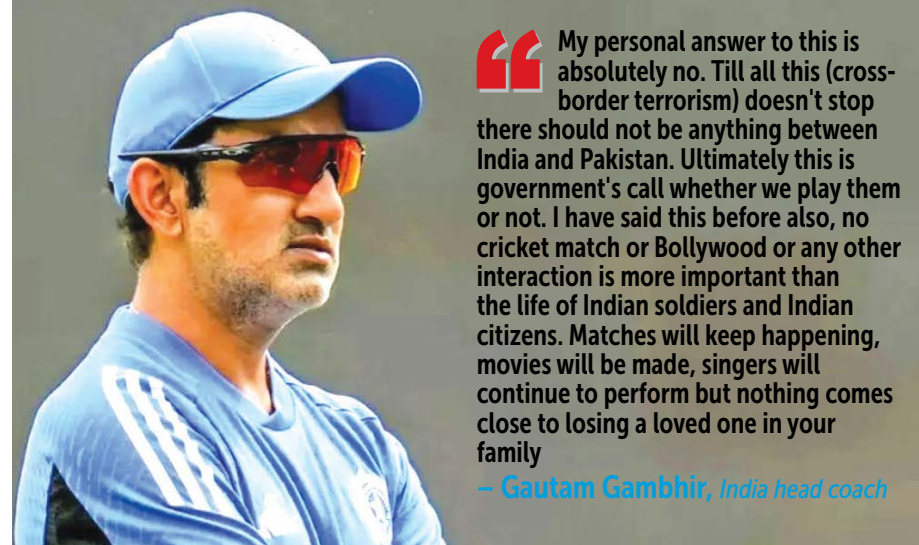 My personal answer to this is
absolutely no. Till all this (cross-
border terrorism) doesn't stop
there should not be anything between
India and Pakistan. Ultimately this is
government's call whether we play them
or not. I have said this before also, no
cricket match or Bollywood or any other
interaction is more important than
the life of Indian soldiers and Indian
citizens. Matches will keep happening,
movies will be made, singers will
continue to perform but nothing comes
close to losing a loved one in your
family
– Gautam Gambhir, India head coach